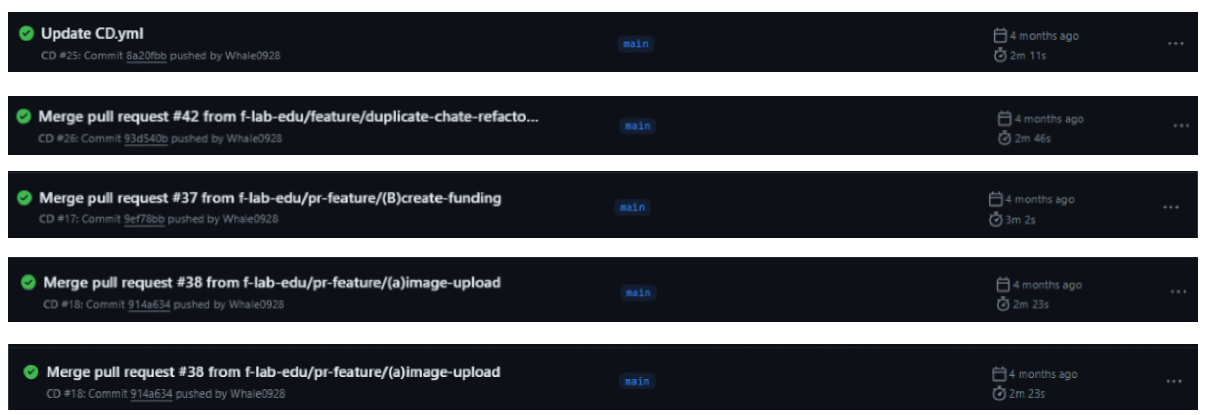 Update CD.yml
CD #25: Commit 8a20fbb pushed by Whale0928
main
4 months ago
2m 11s
Merge pull request #42 from f-lab-edu/feature/duplicate-chate-refacto...
CD #26: Commit 93d540b pushed by Whale0928
main
4 months ago
2m 46s
Merge pull request #37 from f-lab-edu/pr-feature/(B)create-funding
CD #17: Commit 9ef78bb pushed by Whale0928
main
4 months ago
3m 2s
Merge pull request #38 from f-lab-edu/pr-feature/(a)image-upload
CD #18: Commit 914a634 pushed by Whale0928
main
4 months ago
2m 23s
Merge pull request #38 from f-lab-edu/pr-feature/(a)image-upload
CD #18: Commit 914a634 pushed by Whale0928
main
4 months ago
2m 23s